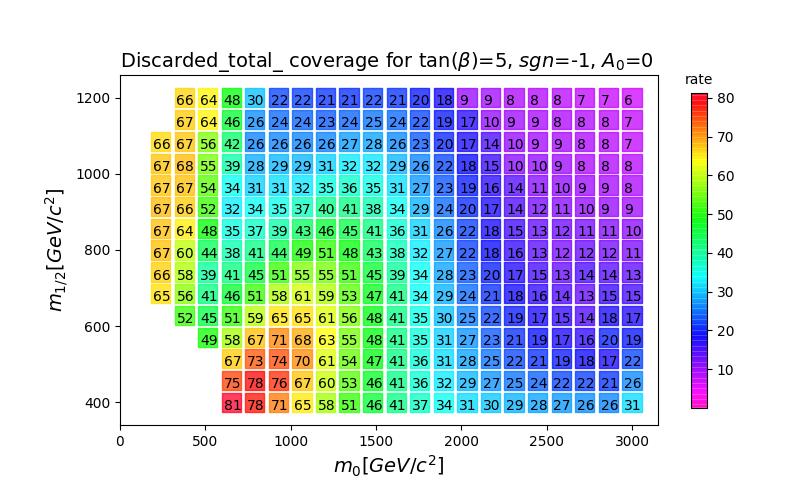 Discarded_total_ coverage for tan(β)=5, sgn=-1, A₀=0
rate
1200 66 64 48 30 22 22 21 21 22 21 20 18 9 9 8 8 8 7 7 6
67 64 46 26 24 24 23 24 25 24 22 19 17 10 9 9 8 8 8 7
66 67 56 42 26 26 26 26 27 28 26 23 20 17 14 10 9 9 8 8 7
1000 67 68 55 39 28 29 29 31 32 32 29 26 22 18 15 10 10 9 8 8 8
67 67 54 34 31 31 32 35 36 35 31 27 23 19 16 14 11 10 9 9 8
67 66 52 32 34 35 37 40 41 38 34 29 24 20 17 14 12 11 10 9 9
800 67 64 48 35 37 39 43 46 45 41 36 31 26 22 18 15 13 12 11 11 10
67 60 44 38 41 44 49 51 48 43 38 32 27 22 18 16 13 12 12 12 11
66 58 39 41 45 51 55 55 51 45 39 34 28 23 20 17 15 13 14 14 13
65 56 41 46 51 58 61 59 53 47 41 34 29 24 21 18 16 14 13 15 15
600 52 45 51 59 65 65 61 56 48 41 35 30 25 22 19 17 15 14 18 17
49 58 67 71 68 63 55 48 41 35 31 27 23 21 19 17 16 20 19
67 73 74 70 61 54 47 41 36 31 28 25 22 21 19 18 17 22
75 78 76 67 60 53 46 41 36 32 29 27 25 24 22 22 21 26
400 81 78 71 65 58 51 46 41 37 34 31 30 29 28 27 26 26 31
0 500 1000 1500 2000 2500 3000
m₀[GeV/c²]
m₁/₂[GeV/c²]
80
70
60
50
40
30
20
10